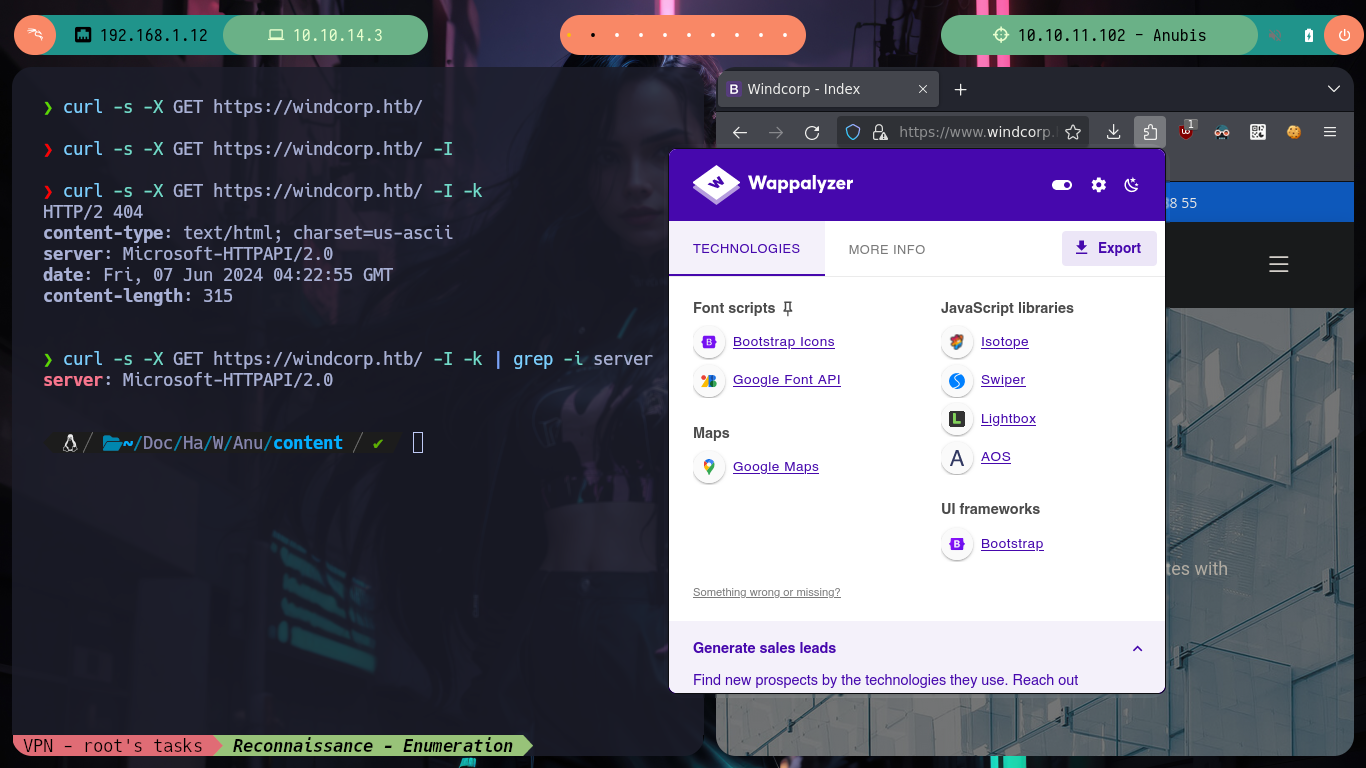 192.168.1.12
10.10.14.3
10.10.11.102 - Anubis
❯ curl -s -X GET https://windcorp.htb/
❯ curl -s -X GET https://windcorp.htb/ -I
❯ curl -s -X GET https://windcorp.htb/ -I -k
HTTP/2 404
content-type: text/html; charset=us-ascii
server: Microsoft-HTTPAPI/2.0
date: Fri, 07 Jun 2024 04:22:55 GMT
content-length: 315
❯ curl -s -X GET https://windcorp.htb/ -I -k | grep -i server
server: Microsoft-HTTPAPI/2.0
~/Doc/Ha/W/Anu/content
VPN - root's tasks
Reconnaissance - Enumeration
Windcorp - Index
https://www.windcorp.
1
8 55
Wappalyzer
TECHNOLOGIES
MORE INFO
Export
Font scripts
Bootstrap Icons
Google Font API
Maps
Google Maps
JavaScript libraries
Isotope
Swiper
Lightbox
AOS
UI frameworks
Bootstrap
Something wrong or missing?
Generate sales leads
Find new prospects by the technologies they use. Reach out
tes with